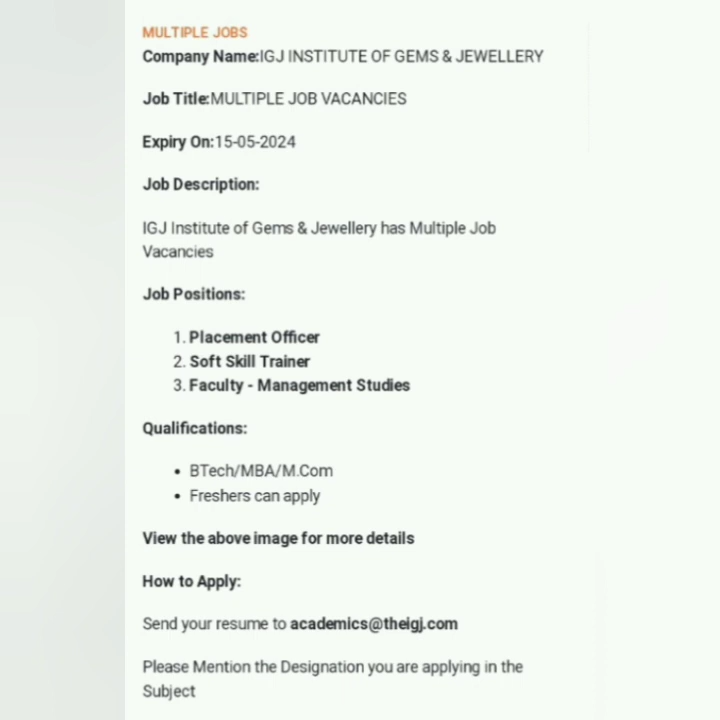 MULTIPLE JOBS
Company Name:IGJ INSTITUTE OF GEMS & JEWELLERY
Job Title:MULTIPLE JOB VACANCIES
Expiry On:15-05-2024
Job Description:
IGJ Institute of Gems & Jewellery has Multiple Job
Vacancies
Job Positions:
1. Placement Officer
2. Soft Skill Trainer
3. Faculty - Management Studies
Qualifications:
• BTech/MBA/M.Com
• Freshers can apply
View the above image for more details
How to Apply:
Send your resume to academics@theigj.com
Please Mention the Designation you are applying in the
Subject